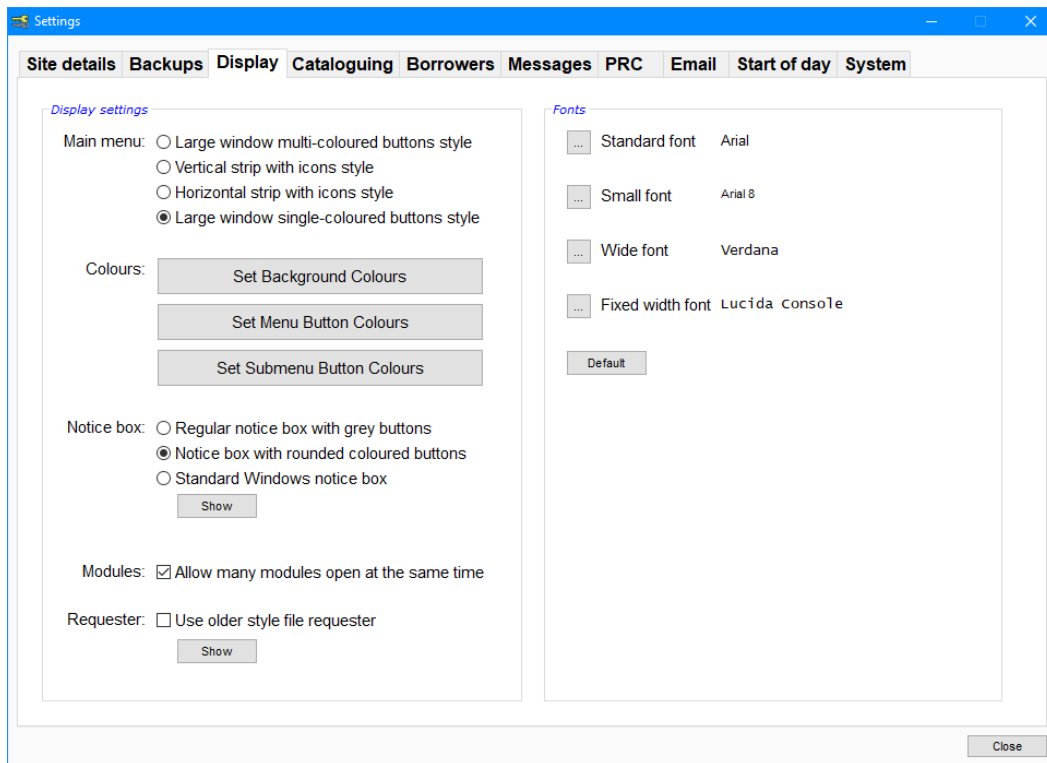 Settings
Site details Backups Display Cataloguing Borrowers Messages PRC Email Start of day System
Display settings
Main menu: Large window multi-coloured buttons style
Vertical strip with icons style
Horizontal strip with icons style
Large window single-coloured buttons style
Colours: Set Background Colours
Set Menu Button Colours
Set Submenu Button Colours
Notice box: Regular notice box with grey buttons
Notice box with rounded coloured buttons
Standard Windows notice box
Show
Modules: Allow many modules open at the same time
Requester: Use older style file requester
Show
Fonts
... Standard font Arial
... Small font Arial 8
... Wide font Verdana
... Fixed width font Lucida Console
Default
Close